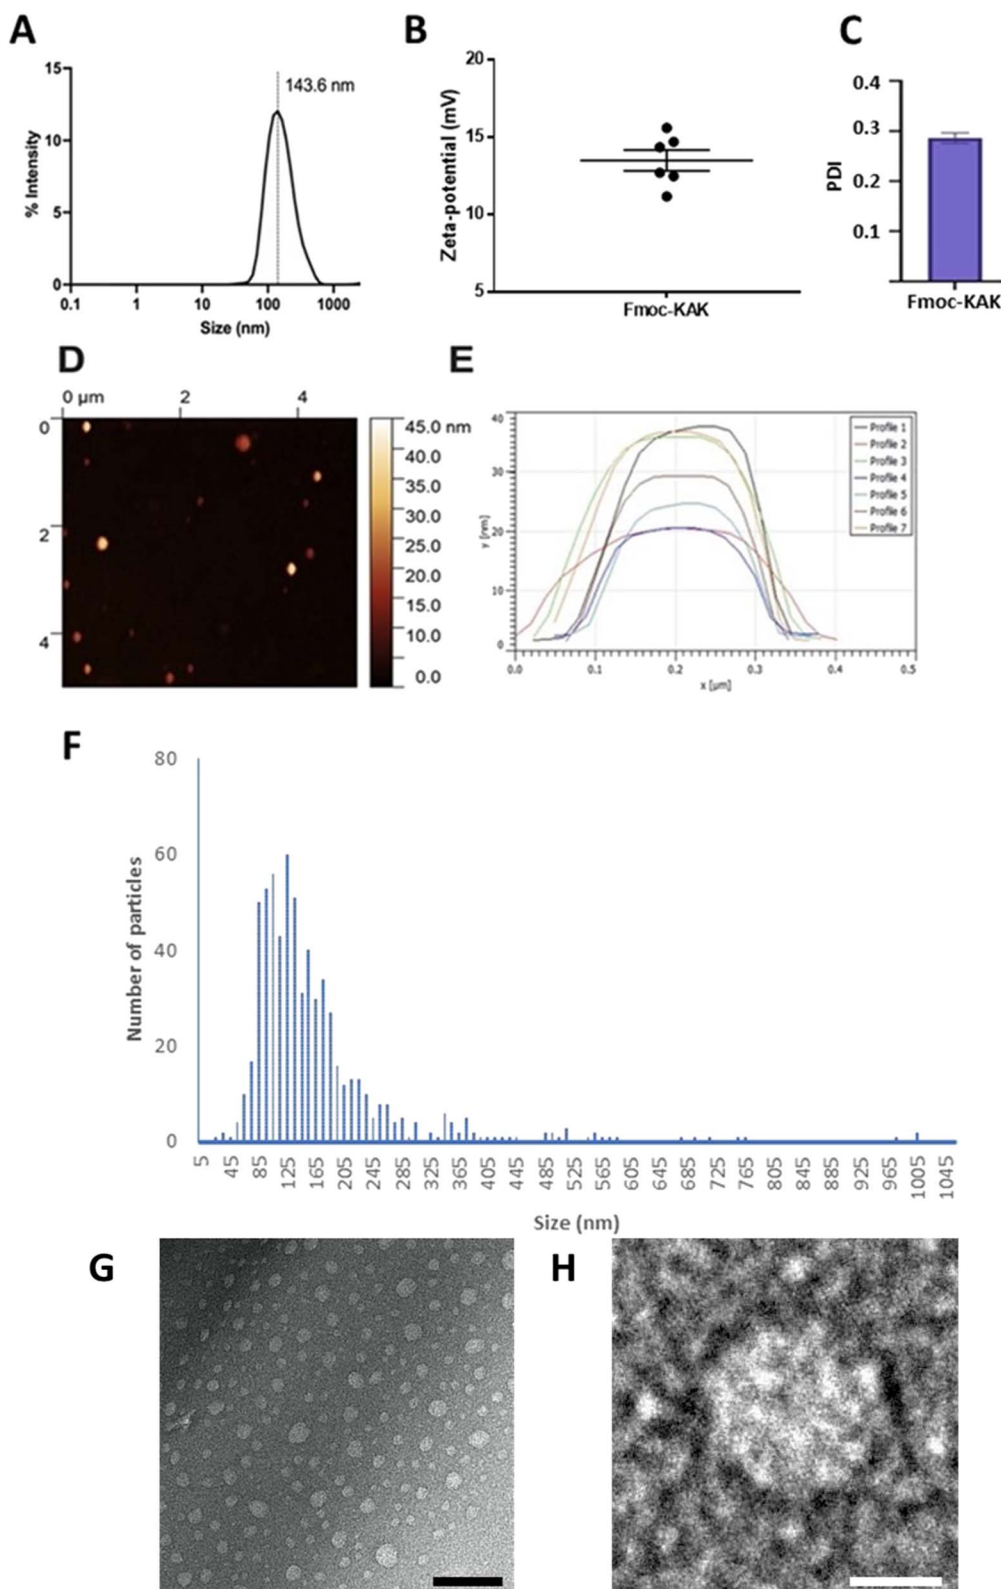 A
15
10
5
0
% Intensity
143.6 nm
0.1 1 10 100 1000
Size (nm)
B
20
15
10
5
Zeta-potential (mV)
Fmoc-KAK
C
0.4
0.3
0.2
0.1
PDI
Fmoc-KAK
D
0 µm 2 4
0
2
4
45.0 nm
40.0
35.0
30.0
25.0
20.0
15.0
10.0
0.0
E
40
30
20
10
0
y [nm]
Profile 1
Profile 2
Profile 3
Profile 4
Profile 5
Profile 6
Profile 7
0.0 0.1 0.2 0.3 0.4 0.5
x [µm]
F
80
60
40
20
0
Number of particles
5 45 85 125 165 205 245 285 325 365 405 445 485 525 565 605 645 685 725 765 805 845 885 925 965 1005 1045
Size (nm)
G
H